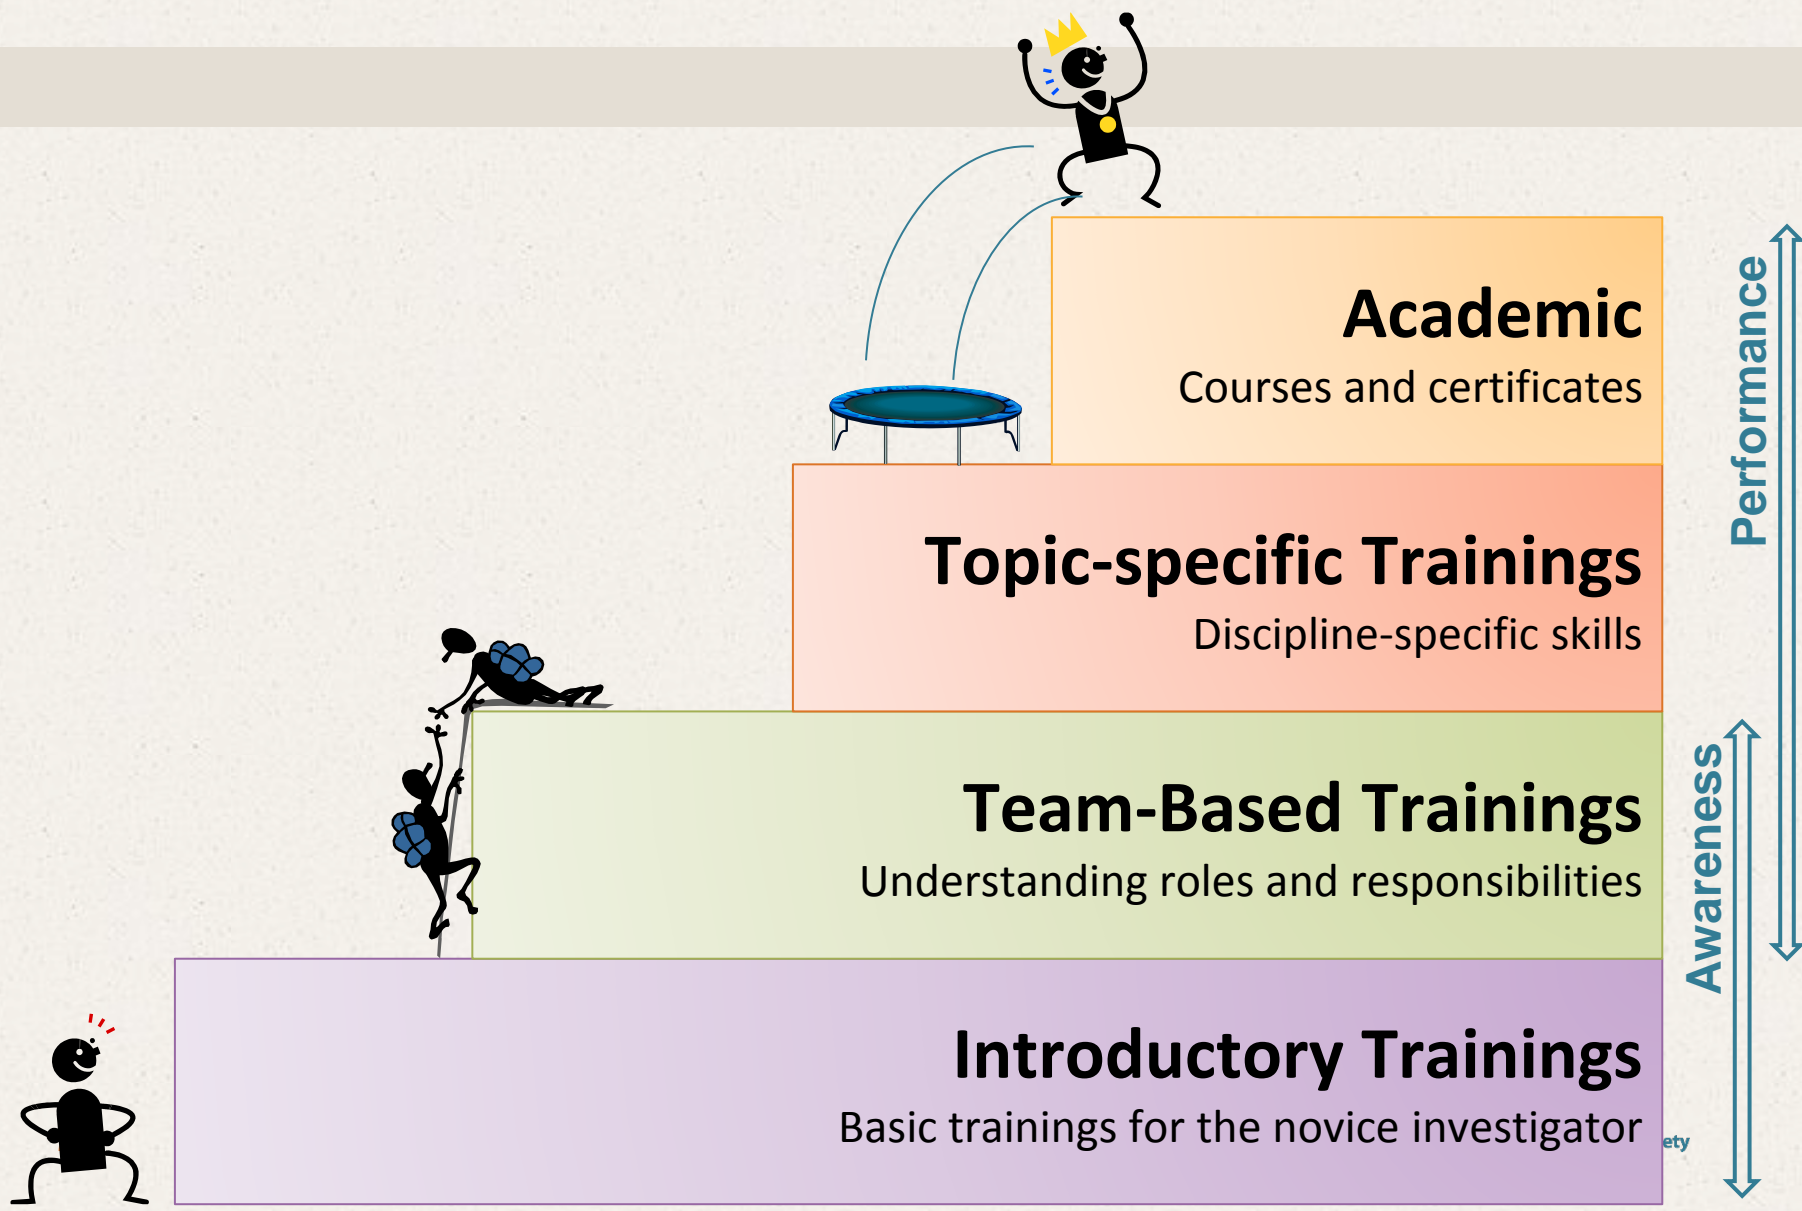 Academic
Courses and certificates
Performance
Topic-specific Trainings
Discipline-specific skills
Team-Based Trainings
Understanding roles and responsibilities
Awareness
Introductory Trainings
Basic trainings for the novice investigator
ety